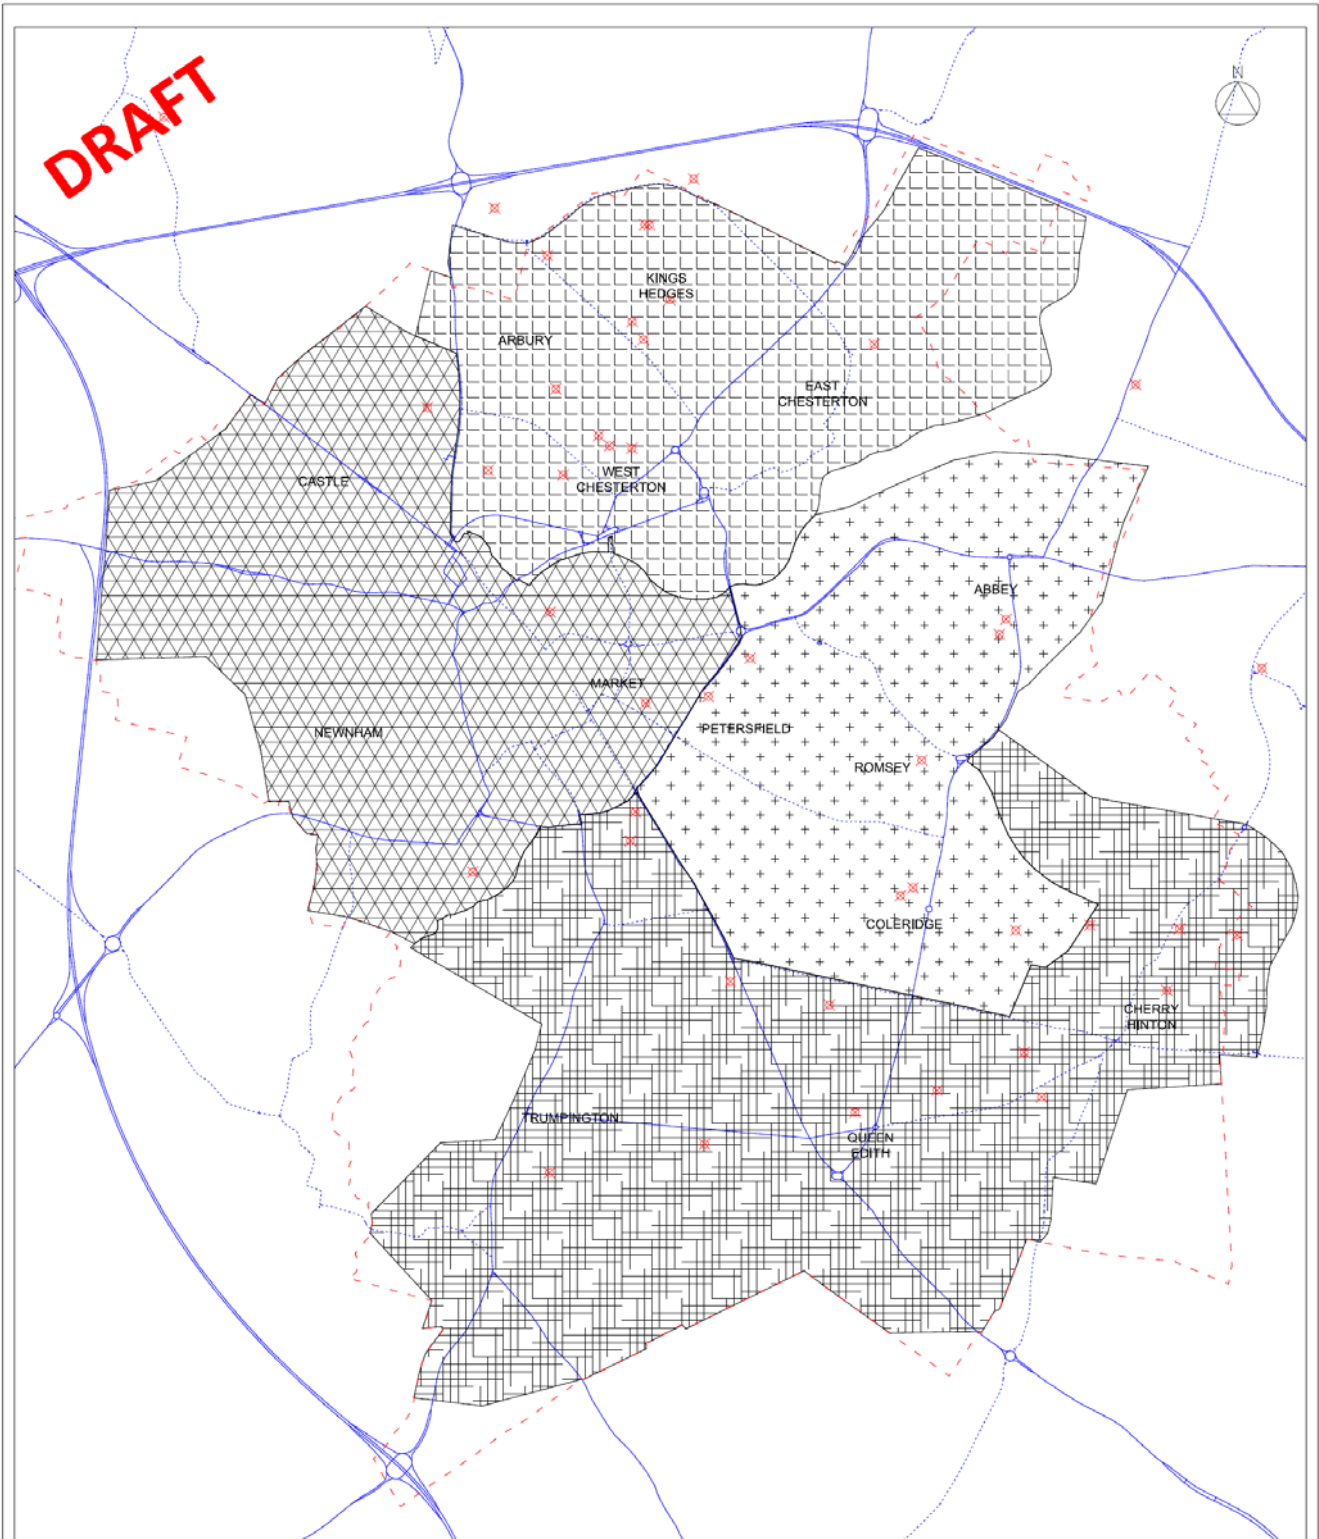 DRAFT
N
KINGS
HEDGES
ARBURY
EAST
CHESTERTON
WEST
CHESTERTON
CASTLE
ABBEY
MARKET
PETERSFIELD
NEWNHAM
ROMSEY
COLERIDGE
CHERRY
HINTON
TRUMPINGTON
QUEEN
EDITH